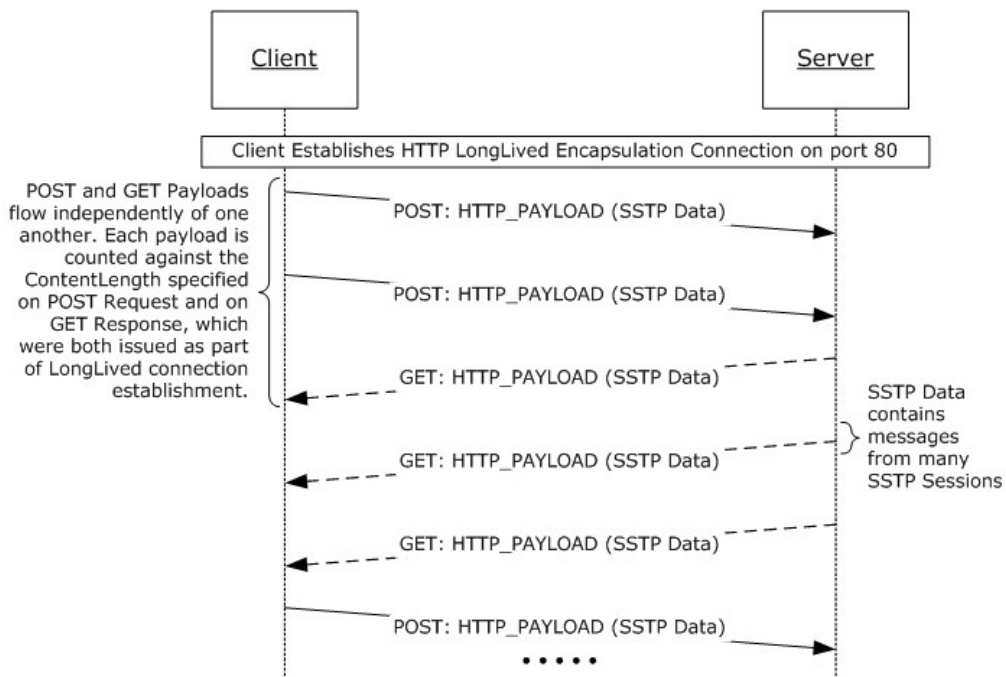 Client
Server
Client Establishes HTTP LongLived Encapsulation Connection on port 80
POST and GET Payloads
flow independently of one
another. Each payload is
counted against the
ContentLength specified
on POST Request and on
GET Response, which
were both issued as part
of LongLived connection
establishment.
POST: HTTP_PAYLOAD (SSTP Data)
POST: HTTP_PAYLOAD (SSTP Data)
GET: HTTP_PAYLOAD (SSTP Data)
GET: HTTP_PAYLOAD (SSTP Data)
SSTP Data
contains
messages
from many
SSTP Sessions
GET: HTTP_PAYLOAD (SSTP Data)
POST: HTTP_PAYLOAD (SSTP Data)
• • • • •